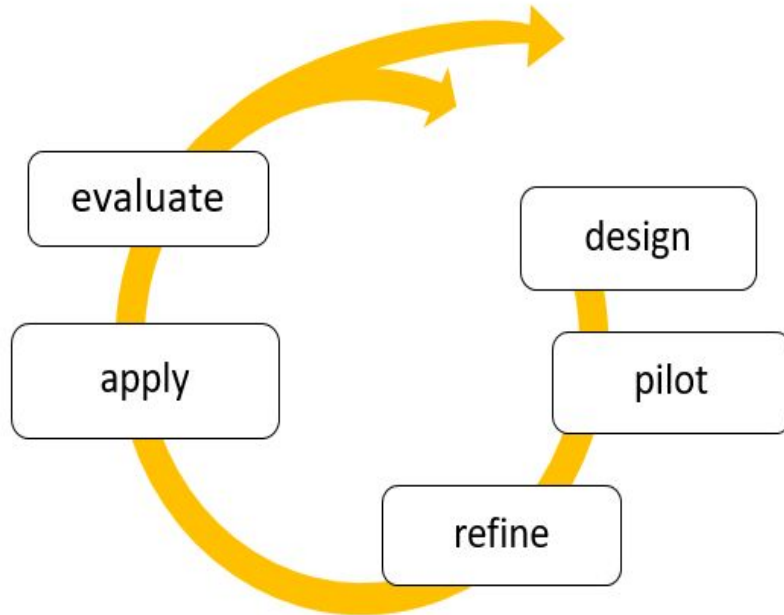 design
pilot
refine
apply
evaluate